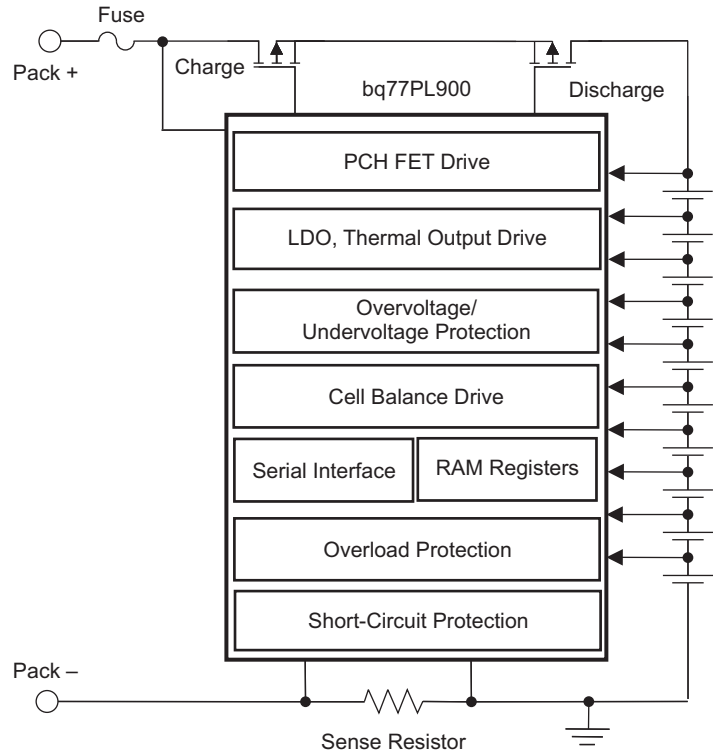 Fuse
Pack +
Charge
bq77PL900
Discharge
PCH FET Drive
LDO, Thermal Output Drive
Overvoltage/
Undervoltage Protection
Cell Balance Drive
Serial Interface
RAM Registers
Overload Protection
Short-Circuit Protection
Pack –
Sense Resistor